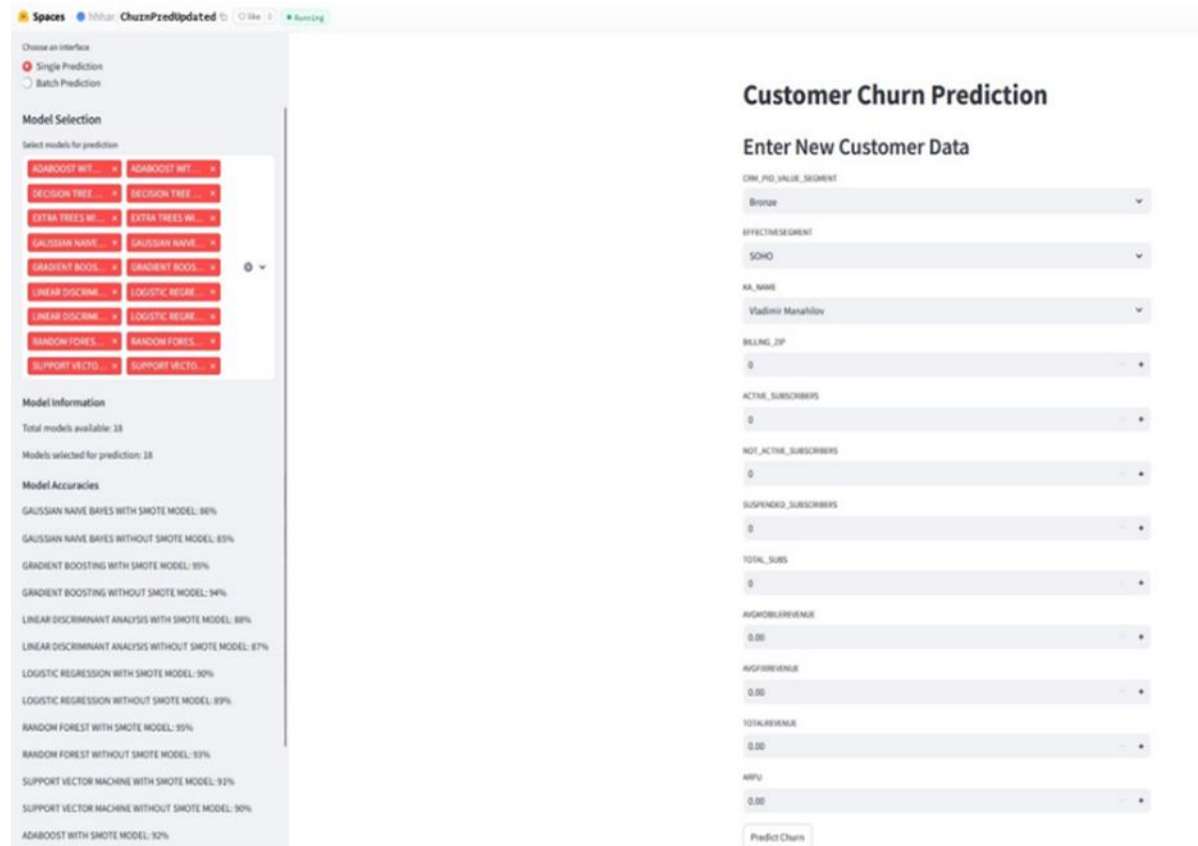 Spaces hhhar ChurnPredUpdated like 0 Running
Choose an interface
Single Prediction
Batch Prediction
Model Selection
Select models for prediction
ADABOOST WIT... × ADABOOST WIT... ×
DECISION TREE ... × DECISION TREE ... ×
EXTRA TREES WI... × EXTRA TREES WI... ×
GAUSSIAN NAIVE... × GAUSSIAN NAIVE... ×
GRADIENT BOOS... × GRADIENT BOOS... ×
LINEAR DISCRIMI... × LOGISTIC REGRE... ×
LINEAR DISCRIMI... × LOGISTIC REGRE... ×
RANDOM FORES... × RANDOM FORES... ×
SUPPORT VECTO... × SUPPORT VECTO... ×
Model Information
Total models available: 18
Models selected for prediction: 18
Model Accuracies
GAUSSIAN NAIVE BAYES WITH SMOTE MODEL: 86%
GAUSSIAN NAIVE BAYES WITHOUT SMOTE MODEL: 85%
GRADIENT BOOSTING WITH SMOTE MODEL: 95%
GRADIENT BOOSTING WITHOUT SMOTE MODEL: 94%
LINEAR DISCRIMINANT ANALYSIS WITH SMOTE MODEL: 88%
LINEAR DISCRIMINANT ANALYSIS WITHOUT SMOTE MODEL: 87%
LOGISTIC REGRESSION WITH SMOTE MODEL: 90%
LOGISTIC REGRESSION WITHOUT SMOTE MODEL: 89%
RANDOM FOREST WITH SMOTE MODEL: 95%
RANDOM FOREST WITHOUT SMOTE MODEL: 93%
SUPPORT VECTOR MACHINE WITH SMOTE MODEL: 91%
SUPPORT VECTOR MACHINE WITHOUT SMOTE MODEL: 90%
ADABOOST WITH SMOTE MODEL: 92%
Customer Churn Prediction
Enter New Customer Data
CRM_PID_VALUE_SEGMENT
Bronze
EFFECTIVESEGMENT
SOHO
KA_NAME
Vladimir Manahilov
BILLING_ZIP
0
ACTIVE_SUBSCRIBERS
0
NOT_ACTIVE_SUBSCRIBERS
0
SUSPENDED_SUBSCRIBERS
0
TOTAL_SUBS
0
AVGMOBILEREVENUE
0.00
AVGFIXREVENUE
0.00
TOTALREVENUE
0.00
ARPU
0.00
Predict Churn